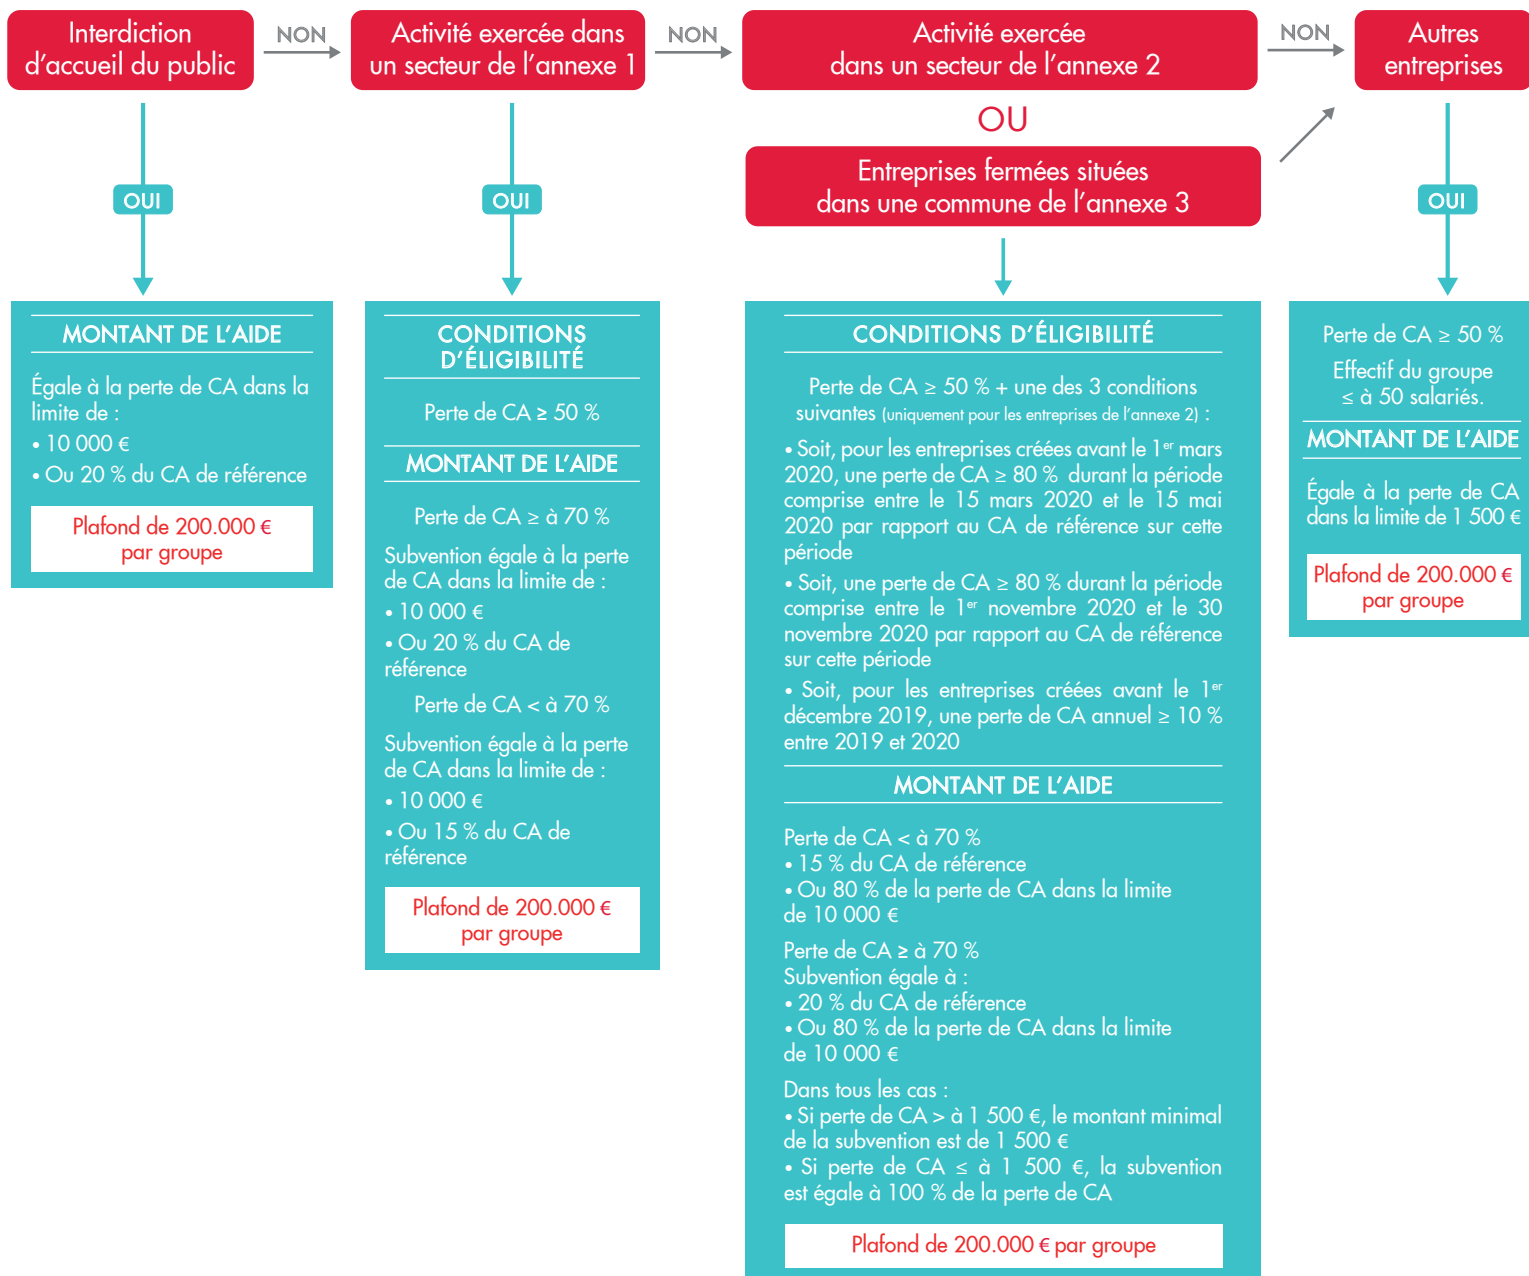 Interdiction
d'accueil du public
NON
Activité exercée dans
un secteur de l'annexe 1
NON
Activité exercée
dans un secteur de l'annexe 2
OU
Entreprises fermées situées
dans une commune de l'annexe 3
NON
Autres
entreprises
OUI
OUI
OUI
MONTANT DE L'AIDE
Égale à la perte de CA dans la
limite de :
• 10 000 €
• Ou 20 % du CA de référence
Plafond de 200.000 €
par groupe
CONDITIONS
D'ÉLIGIBILITÉ
Perte de CA ≥ 50 %
MONTANT DE L'AIDE
Perte de CA ≥ à 70 %
Subvention égale à la perte
de CA dans la limite de :
• 10 000 €
• Ou 20 % du CA de
référence
Perte de CA < à 70 %
Subvention égale à la perte
de CA dans la limite de :
• 10 000 €
• Ou 15 % du CA de
référence
Plafond de 200.000 €
par groupe
CONDITIONS D'ÉLIGIBILITÉ
Perte de CA ≥ 50 % + une des 3 conditions
suivantes (uniquement pour les entreprises de l'annexe 2) :
• Soit, pour les entreprises créées avant le 1er mars
2020, une perte de CA ≥ 80 % durant la période
comprise entre le 15 mars 2020 et le 15 mai
2020 par rapport au CA de référence sur cette
période
• Soit, une perte de CA ≥ 80 % durant la période
comprise entre le 1er novembre 2020 et le 30
novembre 2020 par rapport au CA de référence
sur cette période
• Soit, pour les entreprises créées avant le 1er
décembre 2019, une perte de CA annuel ≥ 10 %
entre 2019 et 2020
MONTANT DE L'AIDE
Perte de CA < à 70 %
• 15 % du CA de référence
• Ou 80 % de la perte de CA dans la limite
de 10 000 €
Perte de CA ≥ à 70 %
Subvention égale à :
• 20 % du CA de référence
• Ou 80 % de la perte de CA dans la limite
de 10 000 €
Dans tous les cas :
• Si perte de CA > à 1 500 €, le montant minimal
de la subvention est de 1 500 €
• Si perte de CA ≤ à 1 500 €, la subvention
est égale à 100 % de la perte de CA
Plafond de 200.000 € par groupe
Perte de CA ≥ 50 %
Effectif du groupe
≤ à 50 salariés.
MONTANT DE L'AIDE
Égale à la perte de CA
dans la limite de 1 500 €
Plafond de 200.000 €
par groupe